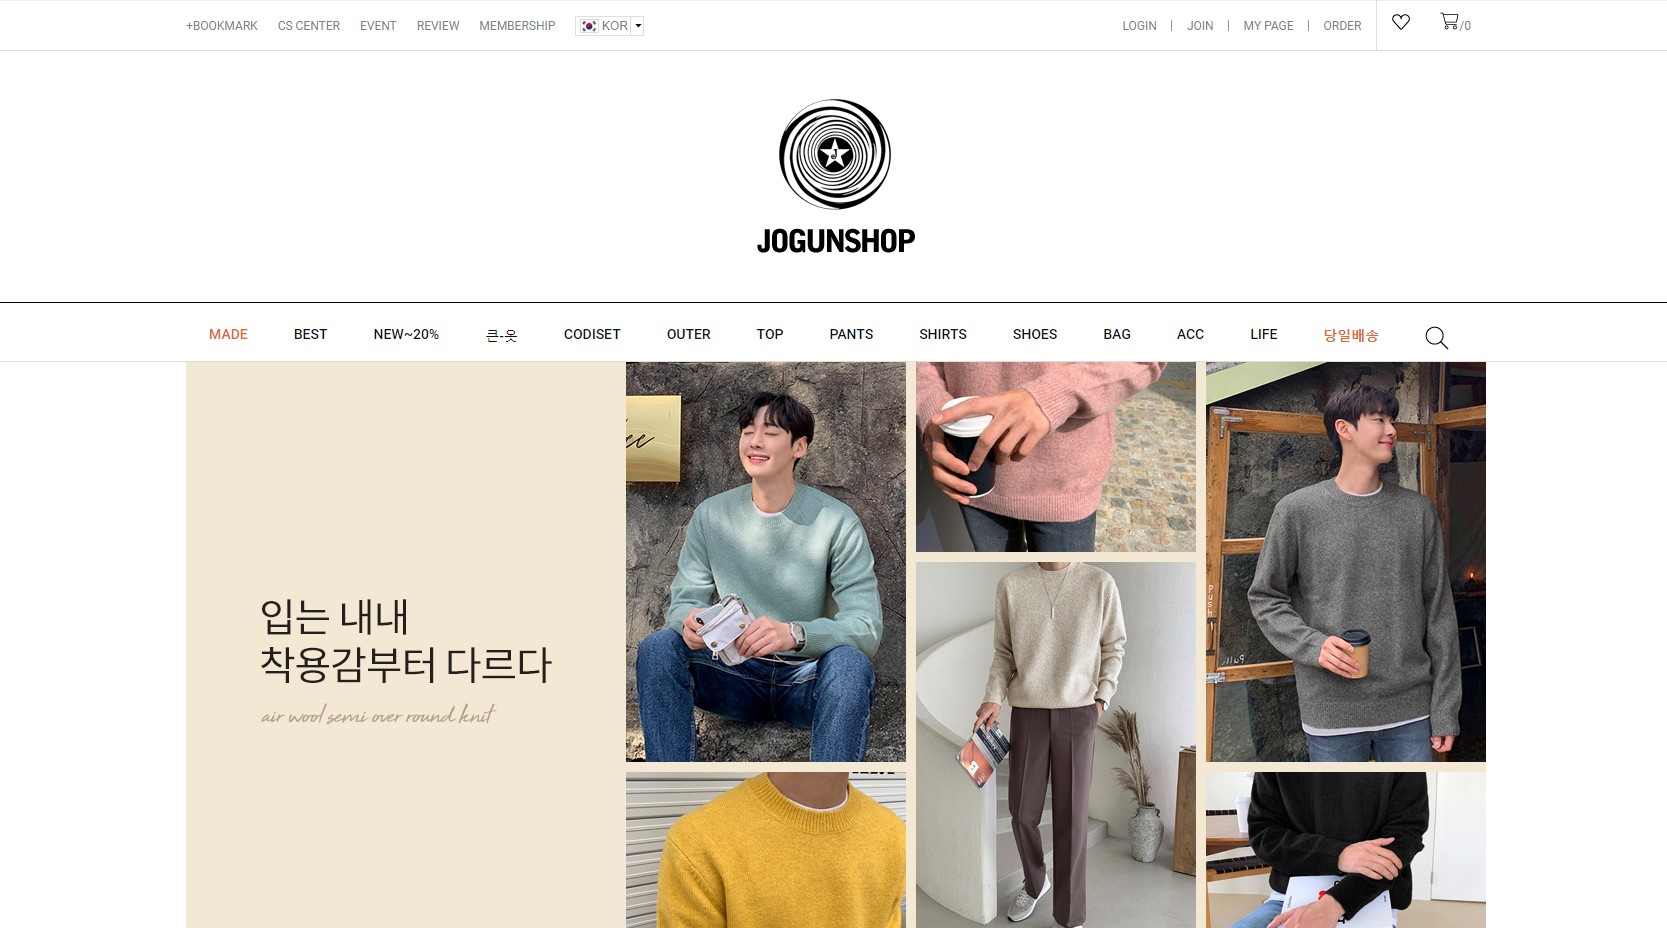 +BOOKMARK CS CENTER EVENT REVIEW MEMBERSHIP KOR
LOGIN JOIN MY PAGE ORDER /0
J
JOGUNSHOP
MADE BEST NEW~20% 큰-옷 CODISET OUTER TOP PANTS SHIRTS SHOES BAG ACC LIFE 당일배송
입는 내내
착용감부터 다르다
air wool semi over round knit
Push
Pull